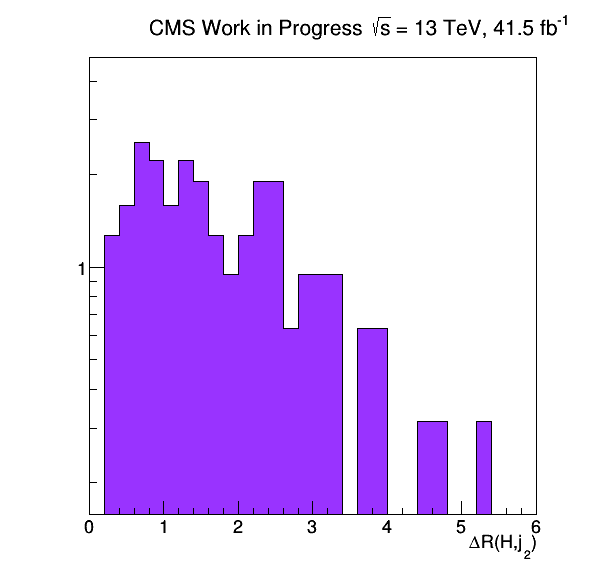 CMS Work in Progress √s = 13 TeV, 41.5 fb⁻¹
1
0 1 2 3 4 5 6
ΔR(H,j₂)